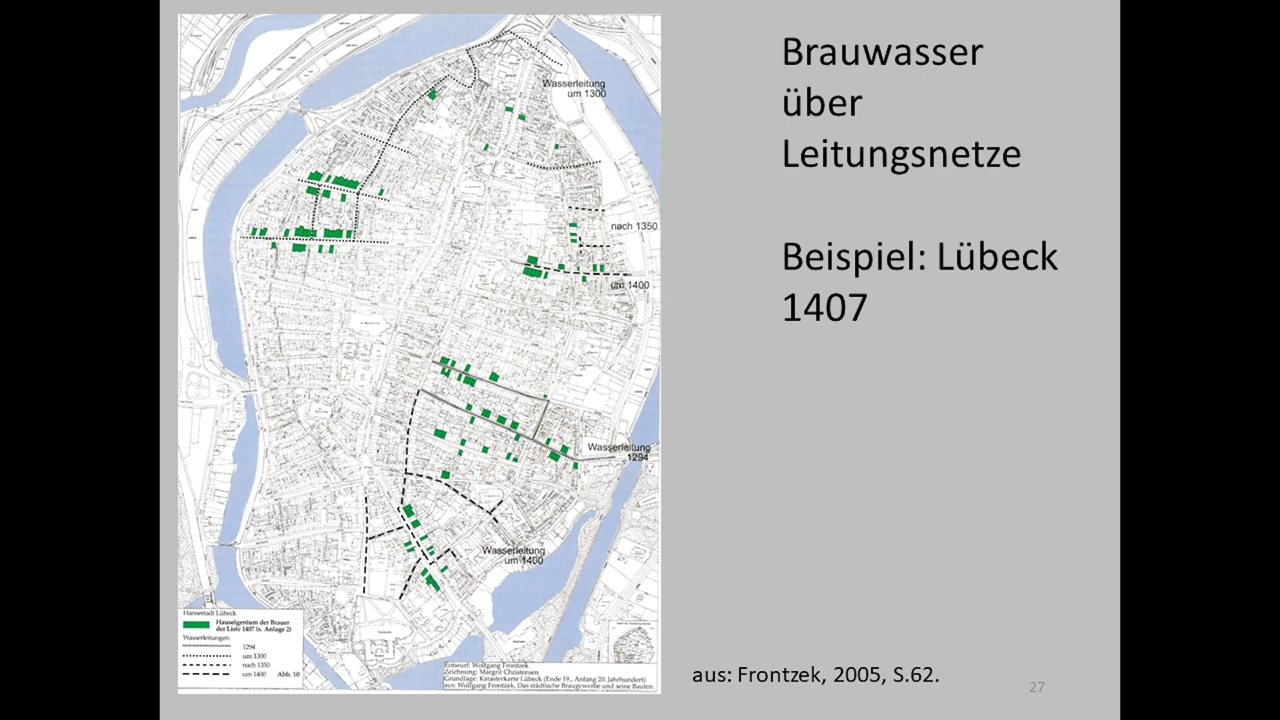 Brauwasser
über
Leitungsnetze
Beispiel: Lübeck
1407
Wasserleitung
um 1300
nach 1350
um 1400
Wasserleitung
1294
Wasserleitung
um 1400
Hansestadt Lübeck
Hauseigentum der Brauer
der Liste 1407 (s. Anlage 2)
Wasserleitungen:
1294
um 1300
nach 1350
um 1400 Abb. 10
Entwurf: Wolfgang Frontzek
Zeichnung: Margrit Christensen
Grundlage: Katasterkarte Lübeck (Ende 19., Anfang 20. Jahrhundert)
aus: Wolfgang Frontzek, Das städtische Braugewerbe und seine Bauten
aus: Frontzek, 2005, S.62.
27